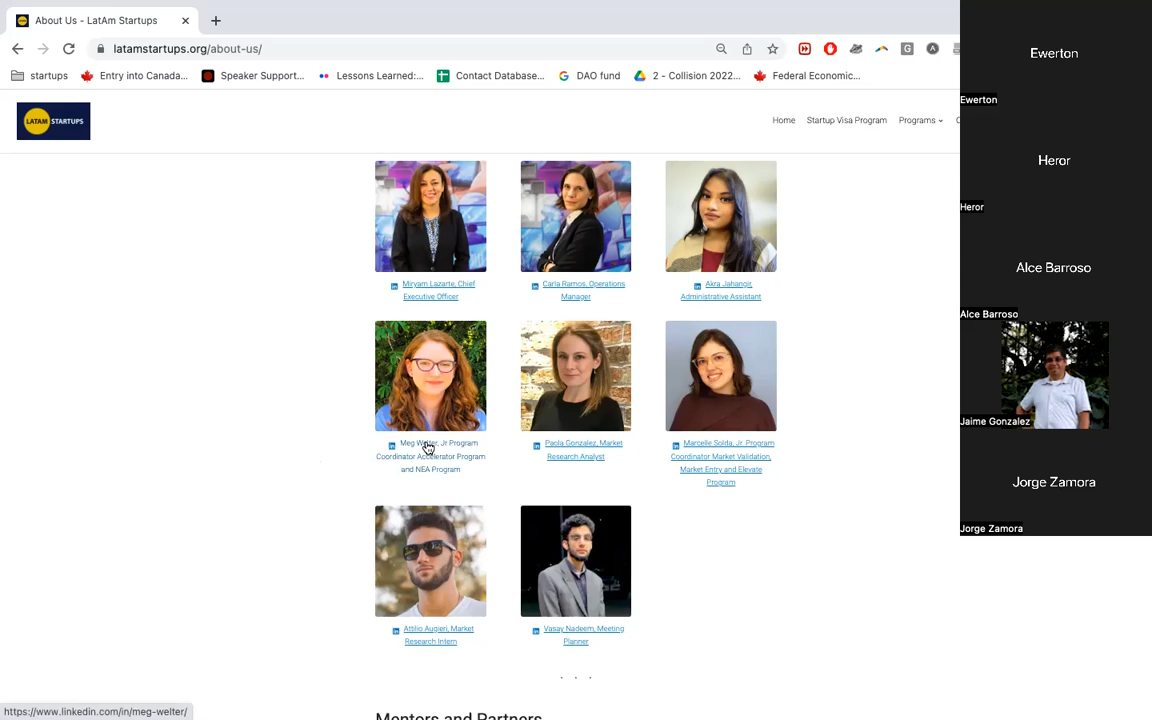 About Us - LatAm Startups
latamstartups.org/about-us/
startups
Entry into Canada...
Speaker Support...
Lessons Learned:...
Contact Database...
DAO fund
2 - Collision 2022...
Federal Economic...
LATAM STARTUPS
Home
Startup Visa Program
Programs
Miryam Lazarte, Chief
Executive Officer
Carla Ramos, Operations
Manager
Akra Jahangir,
Administrative Assistant
Meg Welter, Jr Program
Coordinator Accelerator Program
and NEA Program
Paola Gonzalez, Market
Research Analyst
Marcelle Solda, Jr. Program
Coordinator Market Validation,
Market Entry and Elevate
Program
Attilio Augieri, Market
Research Intern
Vasay Nadeem, Meeting
Planner
Mentors and Partners
https://www.linkedin.com/in/meg-welter/
Ewerton
Ewerton
Heror
Heror
Alce Barroso
Alce Barroso
Jaime Gonzalez
Jorge Zamora
Jorge Zamora